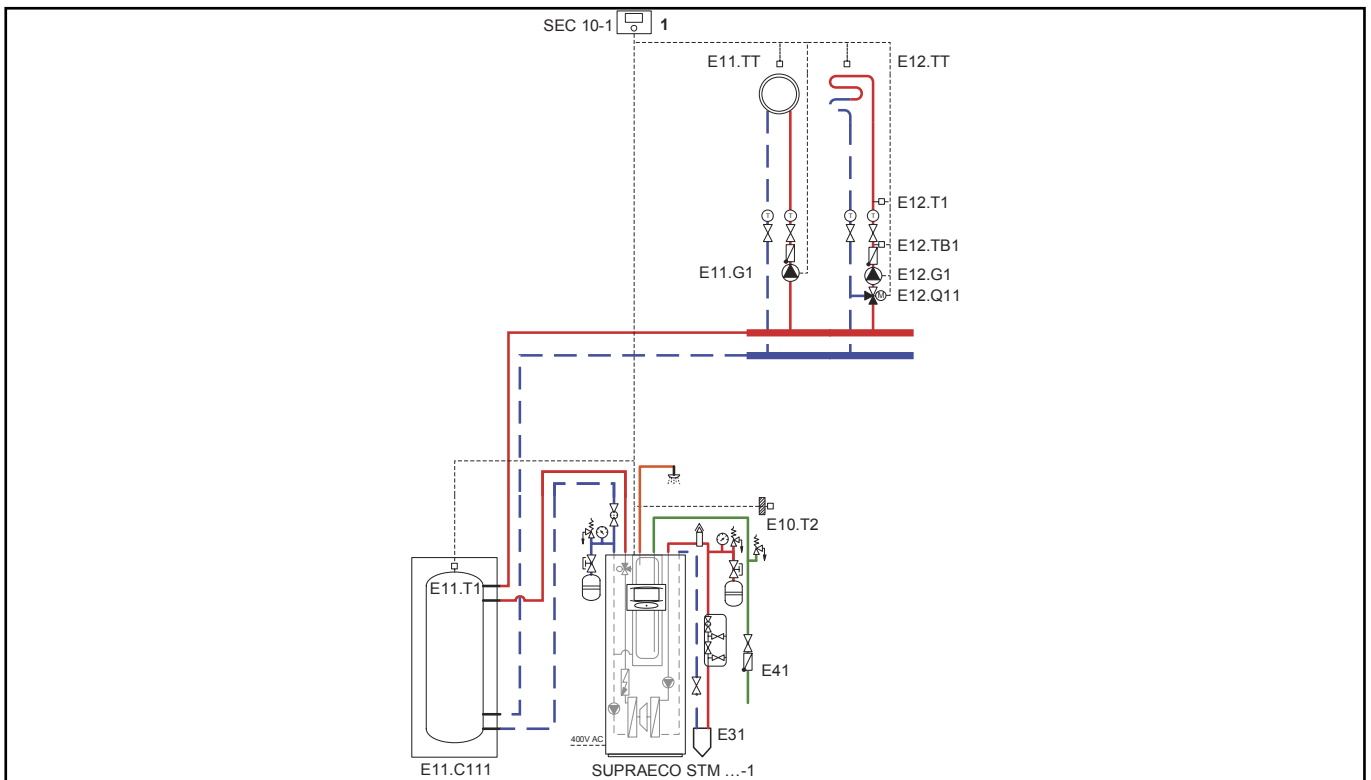 SEC 10-1 1
E11.TT
E12.TT
T T T T
E12.T1
E12.TB1
E11.G1
E12.G1
M
E12.Q11
E10.T2
E11.T1
E41
E31
400V AC
E11.C111
SUPRAECO STM ...-1